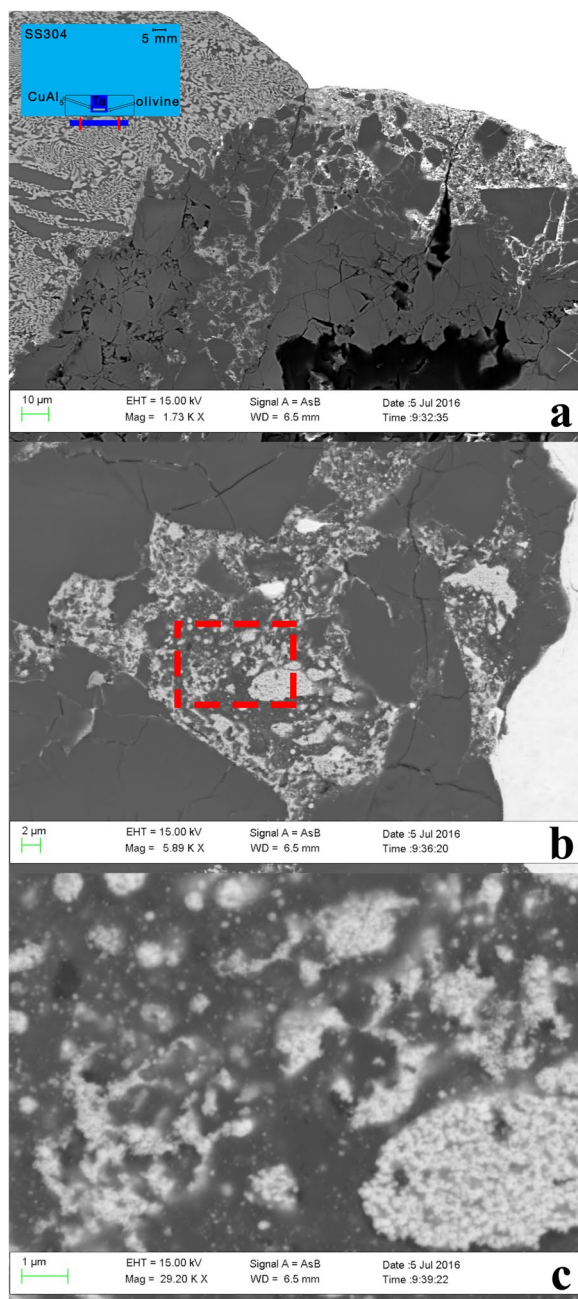 SS304
5 mm
CuAl5
Ta
olivine
10 µm
EHT = 15.00 kV
Signal A = AsB
Date :5 Jul 2016
Mag = 1.73 K X
WD = 6.5 mm
Time :9:32:35
a
2 µm
EHT = 15.00 kV
Signal A = AsB
Date :5 Jul 2016
Mag = 5.89 K X
WD = 6.5 mm
Time :9:36:20
b
1 µm
EHT = 15.00 kV
Signal A = AsB
Date :5 Jul 2016
Mag = 29.20 K X
WD = 6.5 mm
Time :9:39:22
c